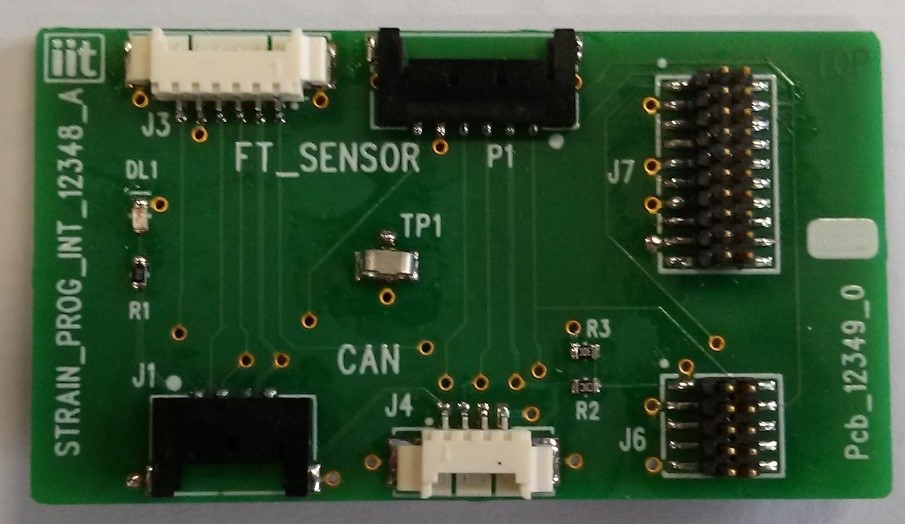 iit
STRAIN_PROG_INT_12348_A
J3
FT_SENSOR
P1
TOP
J7
DL1
R1
TP1
CAN
R3
R2
J1
J4
J6
Pcb_12349_0